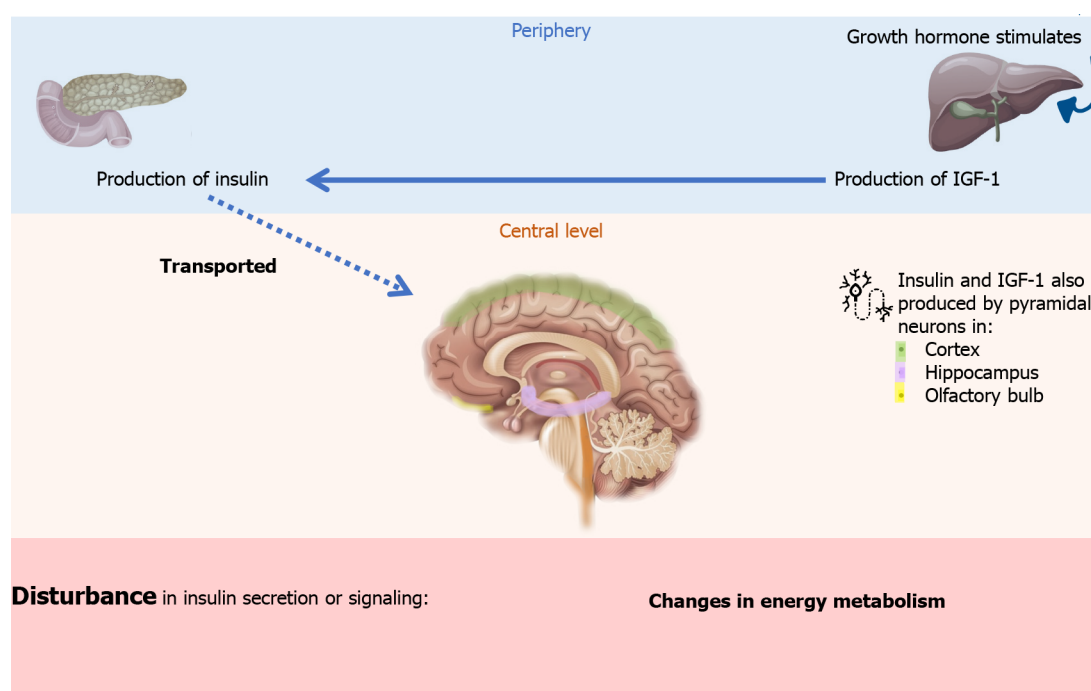 Periphery
Growth hormone stimulates
Production of insulin
Production of IGF-1
Central level
Transported
Insulin and IGF-1 also
produced by pyramidal
neurons in:
Cortex
Hippocampus
Olfactory bulb
Disturbance in insulin secretion or signaling:
Changes in energy metabolism